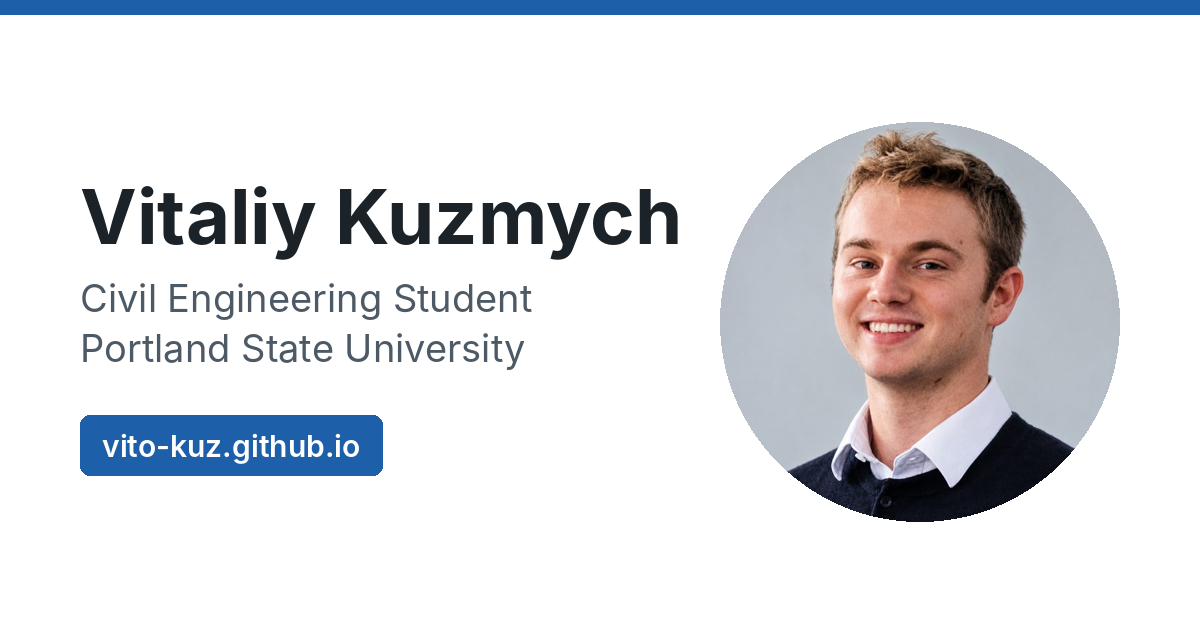 Vitaliy Kuzmych
Civil Engineering Student
Portland State University
vito-kuz.github.io